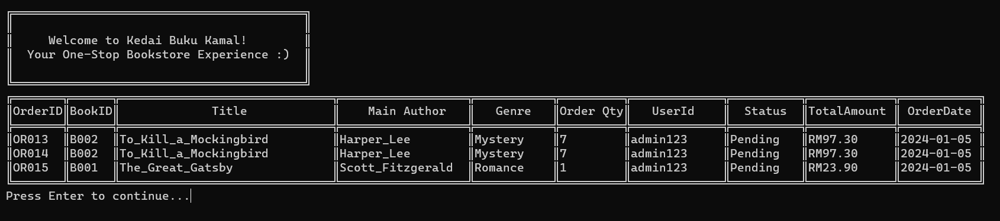 Welcome to Kedai Buku Kamal!
Your One-Stop Bookstore Experience :)
OrderID BookID Title Main Author Genre Order Qty UserId Status TotalAmount OrderDate
OR013 B002 To_Kill_a_Mockingbird Harper_Lee Mystery 7 admin123 Pending RM97.30 2024-01-05
OR014 B002 To_Kill_a_Mockingbird Harper_Lee Mystery 7 admin123 Pending RM97.30 2024-01-05
OR015 B001 The_Great_Gatsby Scott_Fitzgerald Romance 1 admin123 Pending RM23.90 2024-01-05
Press Enter to continue...